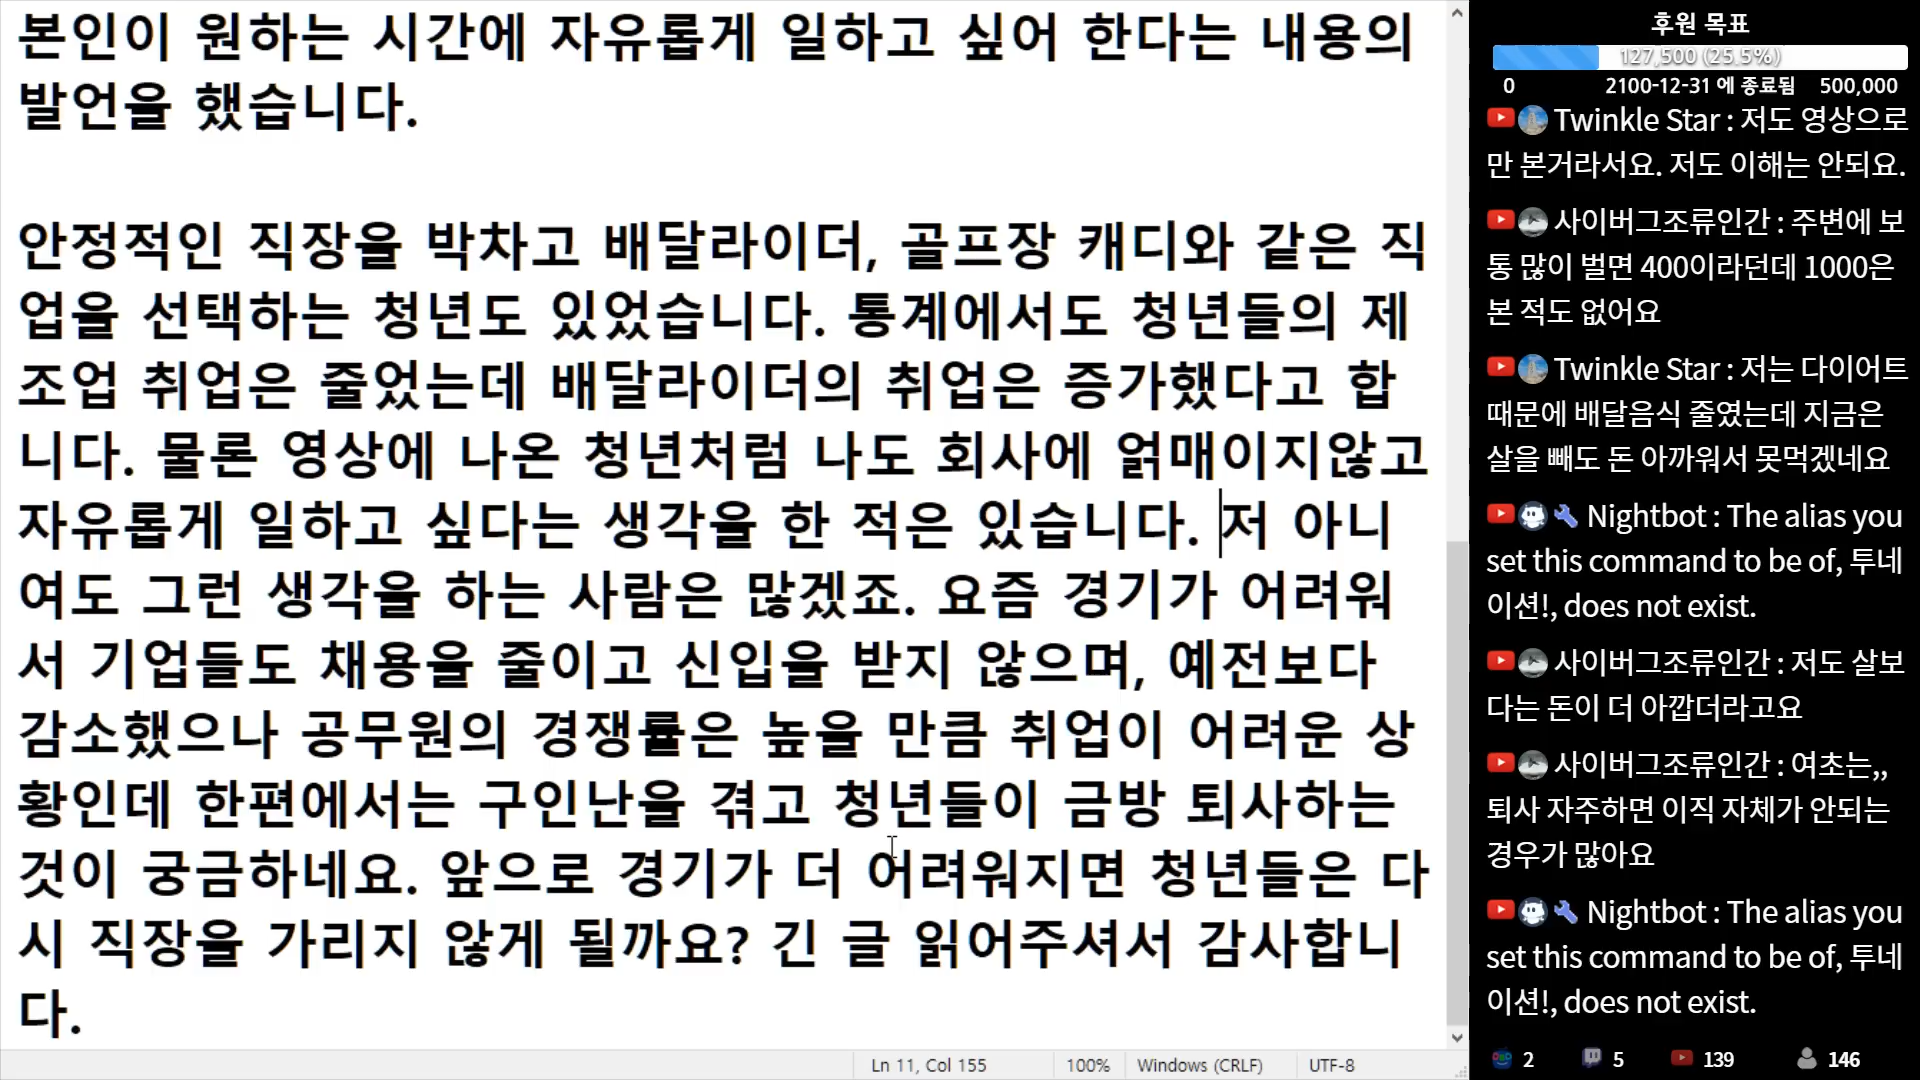 본인이 원하는 시간에 자유롭게 일하고 싶어 한다는 내용의
발언을 했습니다.
안정적인 직장을 박차고 배달라이더, 골프장 캐디와 같은 직
업을 선택하는 청년도 있었습니다. 통계에서도 청년들의 제
조업 취업은 줄었는데 배달라이더의 취업은 증가했다고 합
니다. 물론 영상에 나온 청년처럼 나도 회사에 얽매이지않고
자유롭게 일하고 싶다는 생각을 한 적은 있습니다. 저 아니
여도 그런 생각을 하는 사람은 많겠죠. 요즘 경기가 어려워
서 기업들도 채용을 줄이고 신입을 받지 않으며, 예전보다
감소했으나 공무원의 경쟁률은 높을 만큼 취업이 어려운 상
황인데 한편에서는 구인난을 겪고 청년들이 금방 퇴사하는
것이 궁금하네요. 앞으로 경기가 더 어려워지면 청년들은 다
시 직장을 가리지 않게 될까요? 긴 글 읽어주셔서 감사합니
다.
Ln 11, Col 155
100%
Windows (CRLF)
UTF-8
후원 목표
127,500 (25.5%)
0 2100-12-31 에 종료됨 500,000
Twinkle Star : 저도 영상으로
만 본거라서요. 저도 이해는 안되요.
사이버그조류인간 : 주변에 보
통 많이 벌면 400이라던데 1000은
본 적도 없어요
Twinkle Star : 저는 다이어트
때문에 배달음식 줄였는데 지금은
살을 빼도 돈 아까워서 못먹겠네요
Nightbot : The alias you
set this command to be of, 투네
이션!, does not exist.
사이버그조류인간 : 저도 살보
다는 돈이 더 아깝더라고요
사이버그조류인간 : 여초는,,
퇴사 자주하면 이직 자체가 안되는
경우가 많아요
Nightbot : The alias you
set this command to be of, 투네
이션!, does not exist.
2 5 139 146